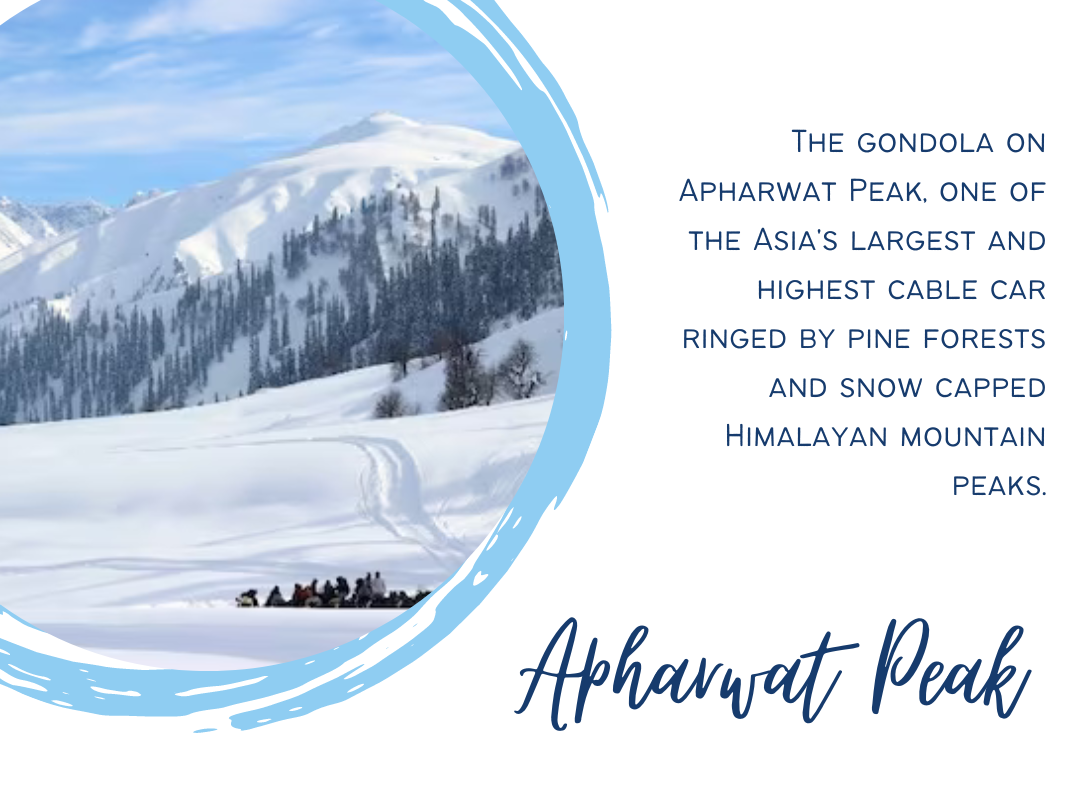 The gondola on
Apharwat Peak, one of
the Asia's largest and
highest cable car
ringed by pine forests
and snow capped
Himalayan mountain
peaks.
Apharwat Peak